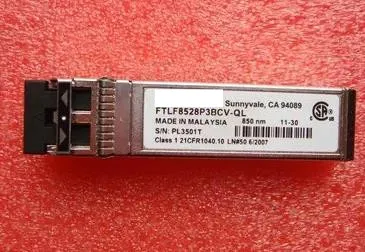 Sunnyvale, CA 94089
FTLF8528P3BCV-QL
MADE IN MALAYSIA 850 nm 11-30
S/N: PL3501T
Class 1 21CFR1040.10 LN#50 6/2007